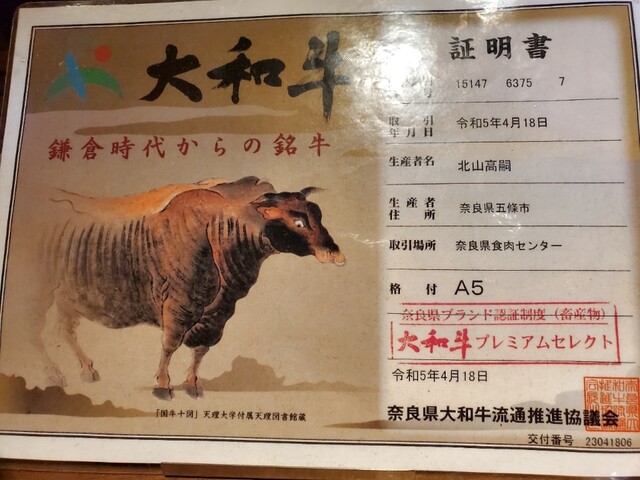 大和牛
鎌倉時代からの銘牛
「国牛十図」天理大学付属天理図書館蔵
証明書
号 15147 6375 7
取引年月日 令和5年4月18日
生産者名 北山高嗣
生産者住所 奈良県五條市
取引場所 奈良県食肉センター
格付 A5
奈良県ブランド認証制度(畜産物)
大和牛プレミアムセレクト
令和5年4月18日
奈良県大和牛流通推進協議会
交付番号 23041806